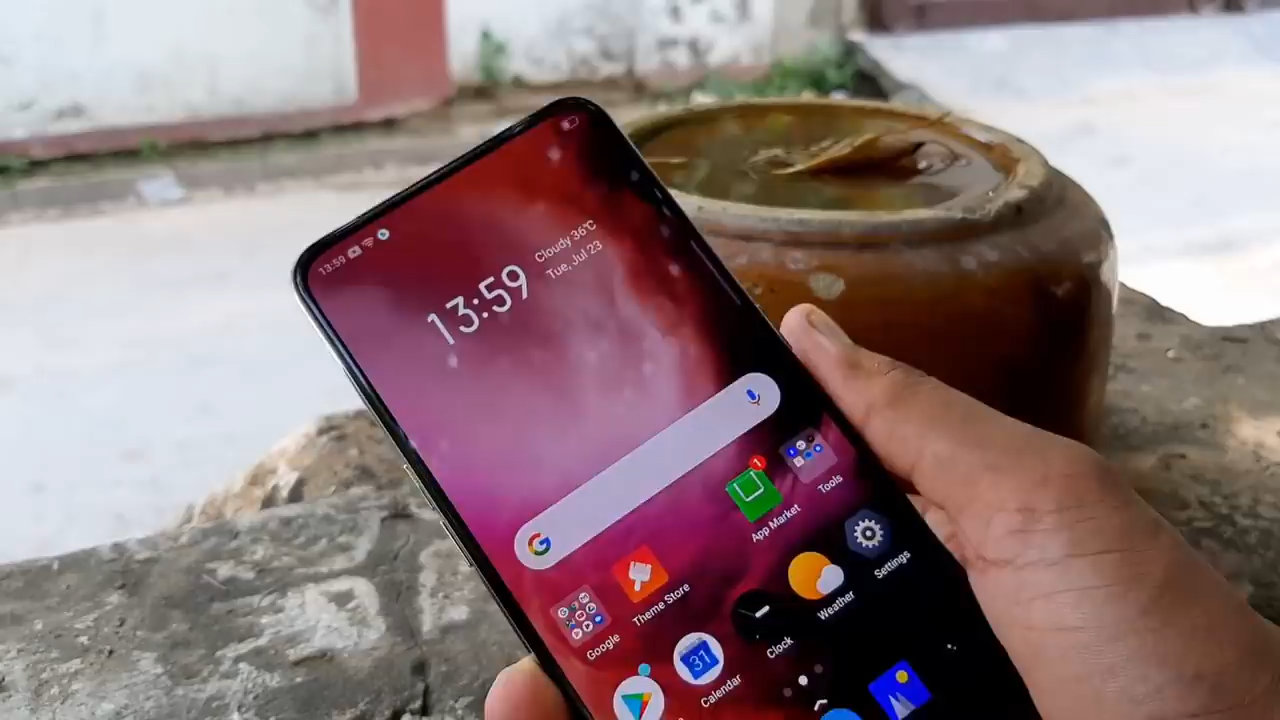 13:59
13:59
Cloudy 36℃
Tue, Jul 23
G
1
Google
Theme Store
App Market
Tools
31
Calendar
Clock
Weather
Settings